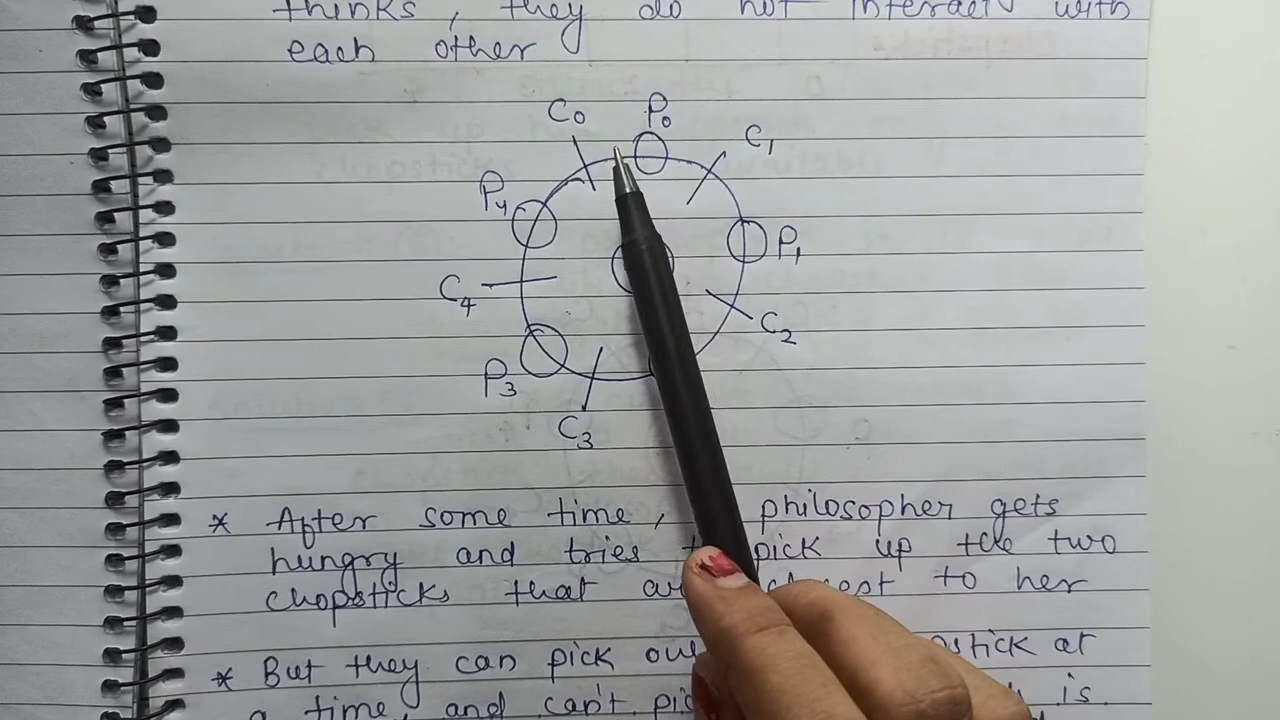 thinks, they do not interact with
each other
C0 P0 C1
P4
P1
C4
C2
P3
C3
* After some time, philosopher gets
hungry and tries pick up the two
chopsticks that closest to her
* But they can pick at
a time, and can't is